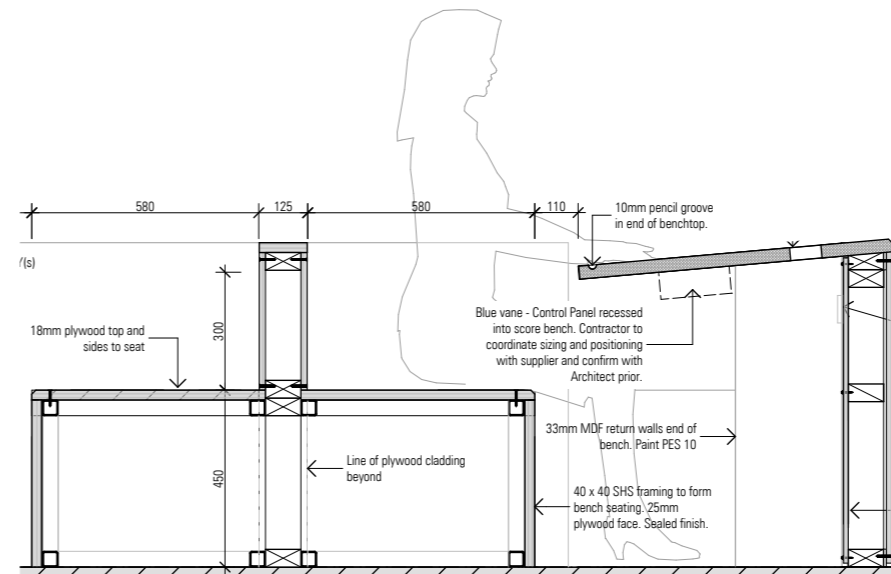 580
125
580
110
10mm pencil groove
in end of benchtop.
(s)
300
18mm plywood top and
sides to seat
Blue vane - Control Panel recessed
into score bench. Contractor to
coordinate sizing and positioning
with supplier and confirm with
Architect prior.
33mm MDF return walls end of
bench. Paint PES 10
450
Line of plywood cladding
beyond
40 x 40 SHS framing to form
bench seating. 25mm
plywood face. Sealed finish.